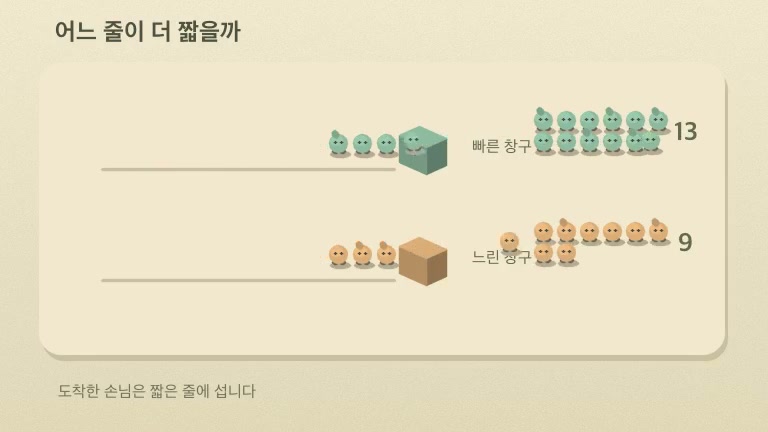 어느 줄이 더 짧을까
빠른 창구
13
느린 창구
9
도착한 손님은 짧은 줄에 섭니다